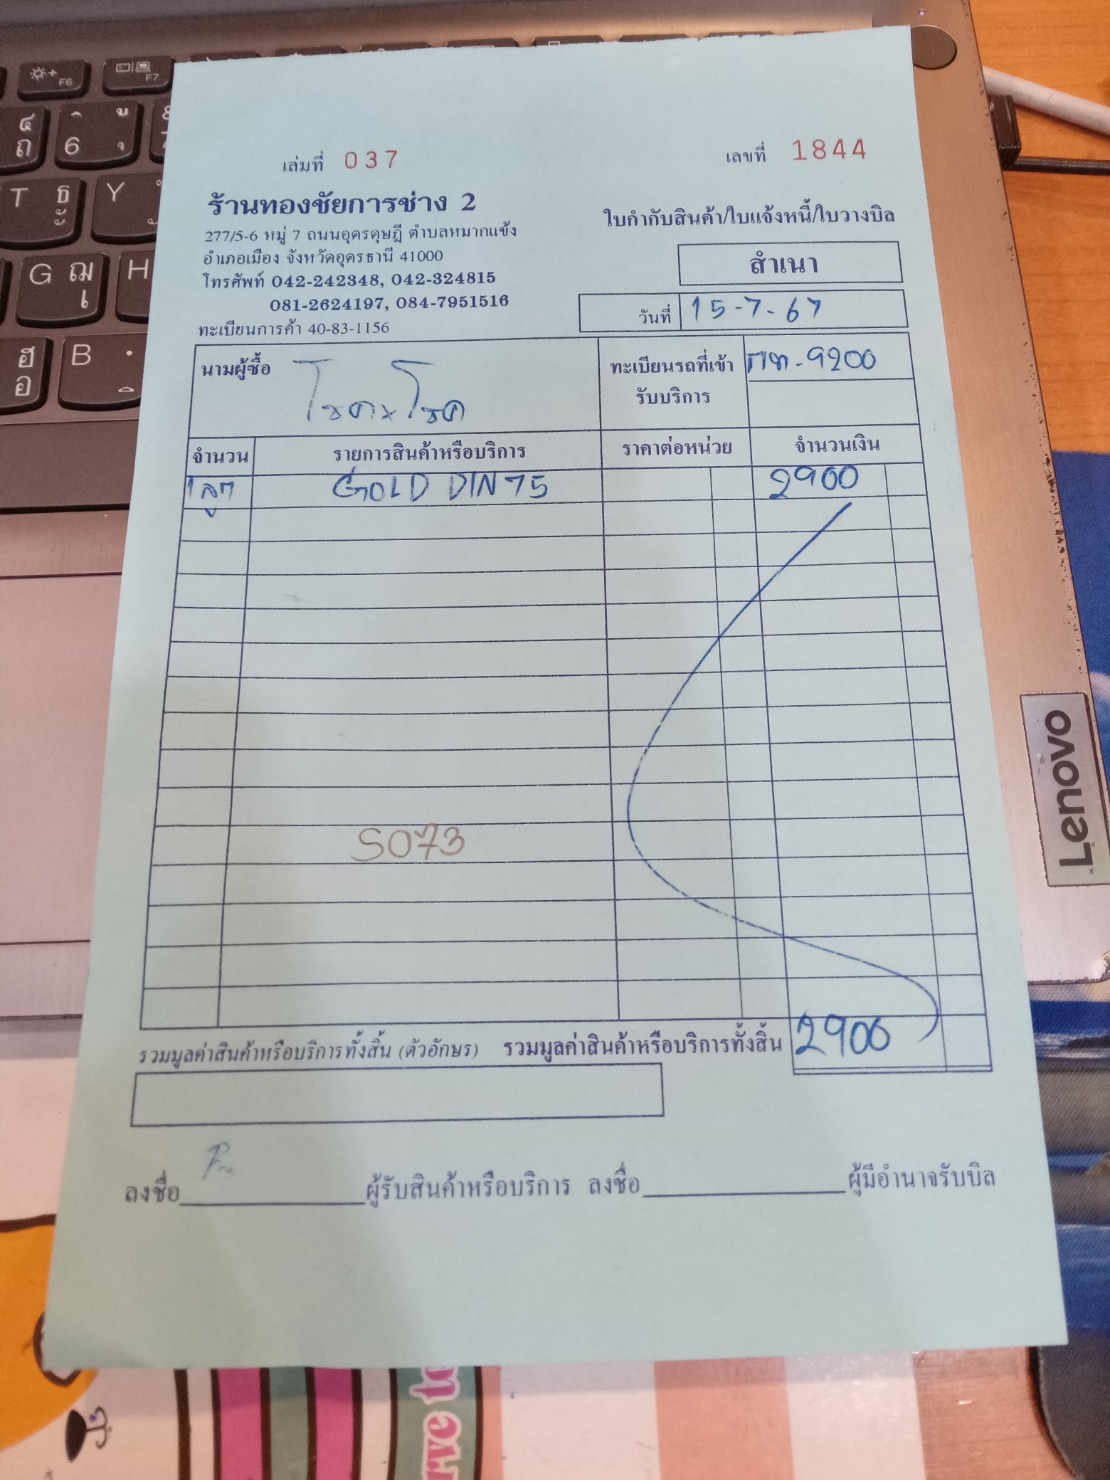 เล่มที่ 037
เลขที่ 1844
ร้านทองชัยการช่าง 2
277/5-6 หมู่ 7 ถนนอุดรดุษฎี ตำบลหมากแข้ง
อำเภอเมือง จังหวัดอุดรธานี 41000
โทรศัพท์ 042-242348, 042-324815
081-2624197, 084-7951516
ทะเบียนการค้า 40-83-1156
ใบกำกับสินค้า/ใบแจ้งหนี้/ใบวางบิล
สำเนา
วันที่ 15-7-67
นามผู้ซื้อ
ทะเบียนรถที่เข้า
รับบริการ
9200
จำนวน รายการสินค้าหรือบริการ ราคาต่อหน่วย จำนวนเงิน
1 ลูก GOLD DIN 75 2900
S073
รวมมูลค่าสินค้าหรือบริการทั้งสิ้น (ตัวอักษร) รวมมูลค่าสินค้าหรือบริการทั้งสิ้น 2900
ลงชื่อ ผู้รับสินค้าหรือบริการ ลงชื่อ ผู้มีอำนาจรับบิล
Lenovo
F6
F7
6
T ธ
Y
G ฌ
H
B